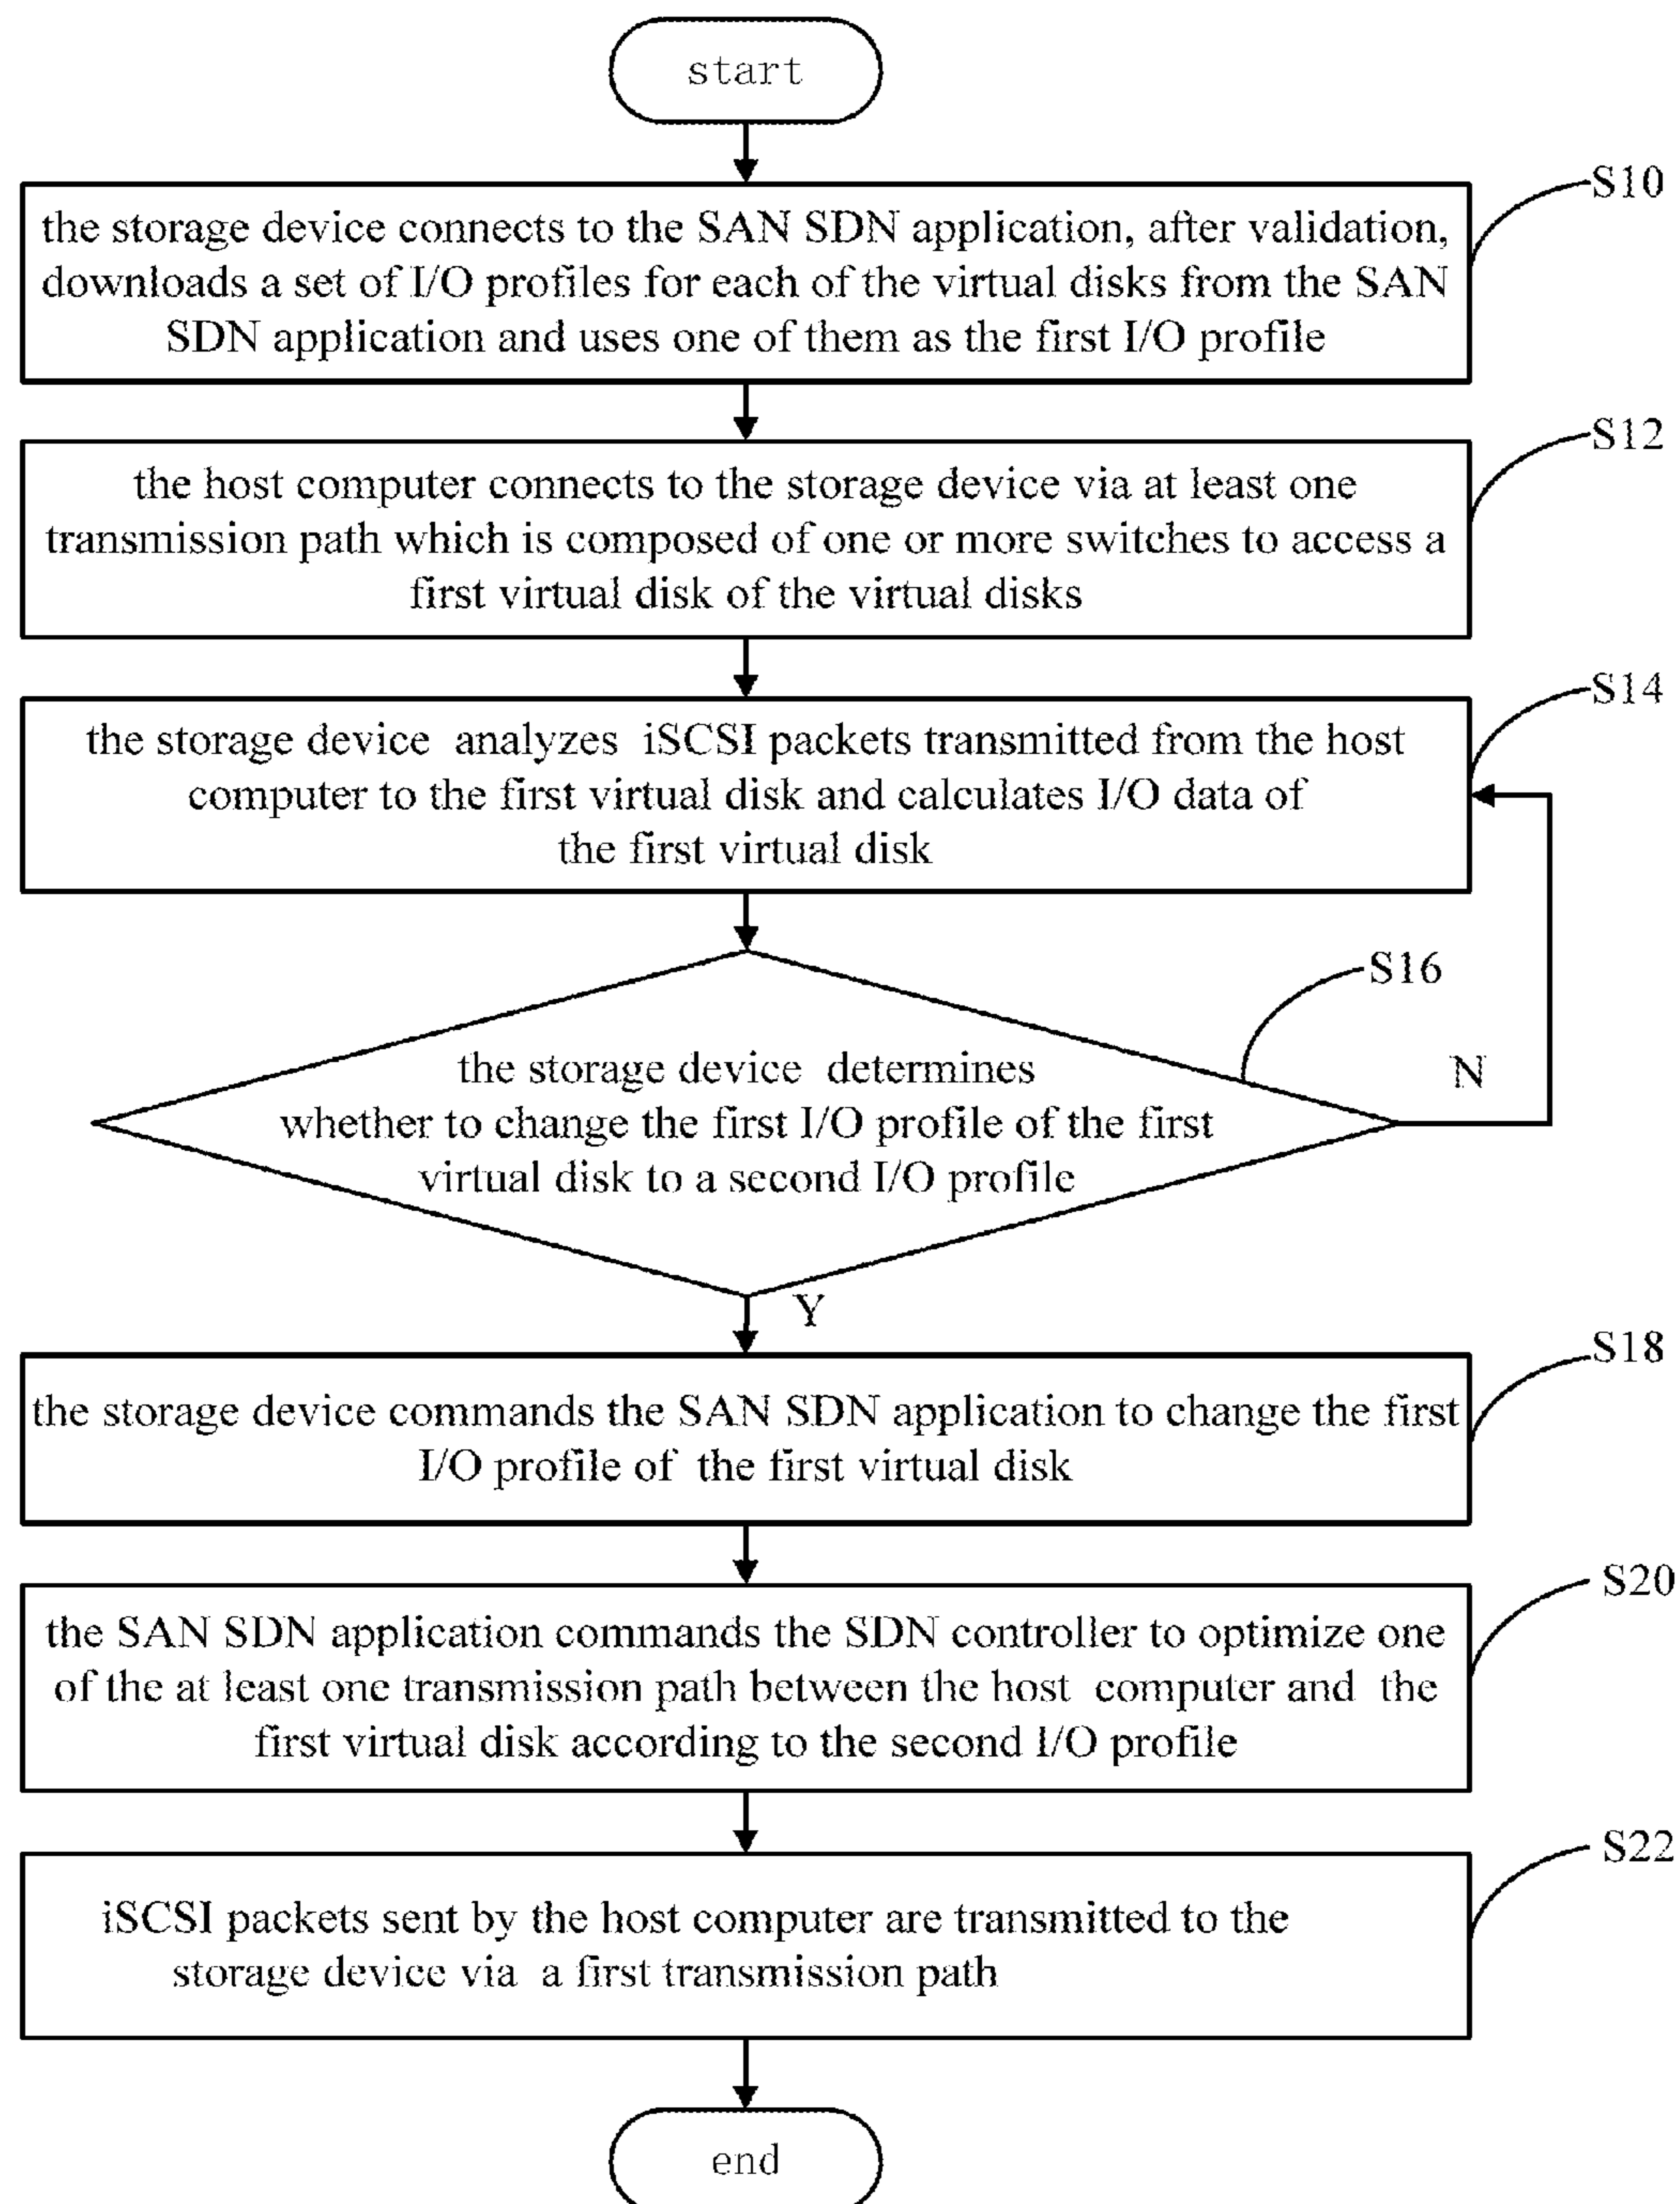 start
S10
the storage device connects to the SAN SDN application, after validation,
downloads a set of I/O profiles for each of the virtual disks from the SAN
SDN application and uses one of them as the first I/O profile
S12
the host computer connects to the storage device via at least one
transmission path which is composed of one or more switches to access a
first virtual disk of the virtual disks
S14
the storage device analyzes iSCSI packets transmitted from the host
computer to the first virtual disk and calculates I/O data of
the first virtual disk
S16
the storage device determines
whether to change the first I/O profile of the first
virtual disk to a second I/O profile
N
Y
S18
the storage device commands the SAN SDN application to change the first
I/O profile of the first virtual disk
S20
the SAN SDN application commands the SDN controller to optimize one
of the at least one transmission path between the host computer and the
first virtual disk according to the second I/O profile
S22
iSCSI packets sent by the host computer are transmitted to the
storage device via a first transmission path
end